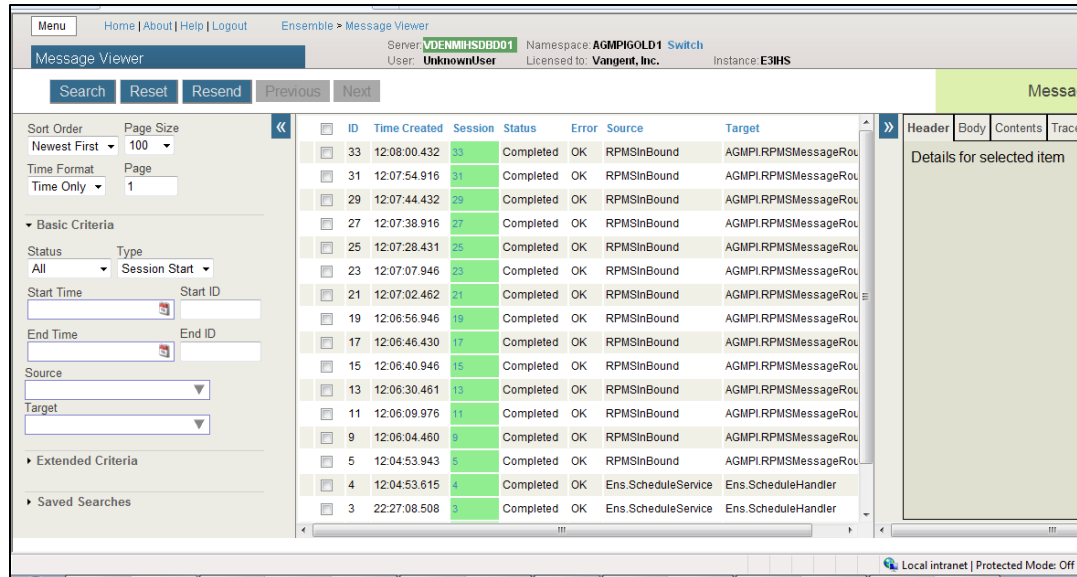 Menu Home | About | Help | Logout Ensemble > Message Viewer
Server: VDENMIHSDBD01 Namespace: AGMPIGOLD1 Switch
Message Viewer User: UnknownUser Licensed to: Vangent, Inc. Instance: E3IHS
Search Reset Resend Previous Next Messa
Sort Order Page Size
Newest First 100
Time Format Page
Time Only 1
Basic Criteria
Status Type
All Session Start
Start Time Start ID
End Time End ID
Source
Target
Extended Criteria
Saved Searches
ID Time Created Session Status Error Source Target
33 12:08:00.432 33 Completed OK RPMSInBound AGMPI.RPMSMessageRou
31 12:07:54.916 31 Completed OK RPMSInBound AGMPI.RPMSMessageRou
29 12:07:44.432 29 Completed OK RPMSInBound AGMPI.RPMSMessageRou
27 12:07:38.916 27 Completed OK RPMSInBound AGMPI.RPMSMessageRou
25 12:07:28.431 25 Completed OK RPMSInBound AGMPI.RPMSMessageRou
23 12:07:07.946 23 Completed OK RPMSInBound AGMPI.RPMSMessageRou
21 12:07:02.462 21 Completed OK RPMSInBound AGMPI.RPMSMessageRou
19 12:06:56.946 19 Completed OK RPMSInBound AGMPI.RPMSMessageRou
17 12:06:46.430 17 Completed OK RPMSInBound AGMPI.RPMSMessageRou
15 12:06:40.946 15 Completed OK RPMSInBound AGMPI.RPMSMessageRou
13 12:06:30.461 13 Completed OK RPMSInBound AGMPI.RPMSMessageRou
11 12:06:09.976 11 Completed OK RPMSInBound AGMPI.RPMSMessageRou
9 12:06:04.460 9 Completed OK RPMSInBound AGMPI.RPMSMessageRou
5 12:04:53.943 5 Completed OK RPMSInBound AGMPI.RPMSMessageRou
4 12:04:53.615 4 Completed OK Ens.ScheduleService Ens.ScheduleHandler
3 22:27:08.508 3 Completed OK Ens.ScheduleService Ens.ScheduleHandler
Header Body Contents Trace
Details for selected item
Local intranet | Protected Mode: Off